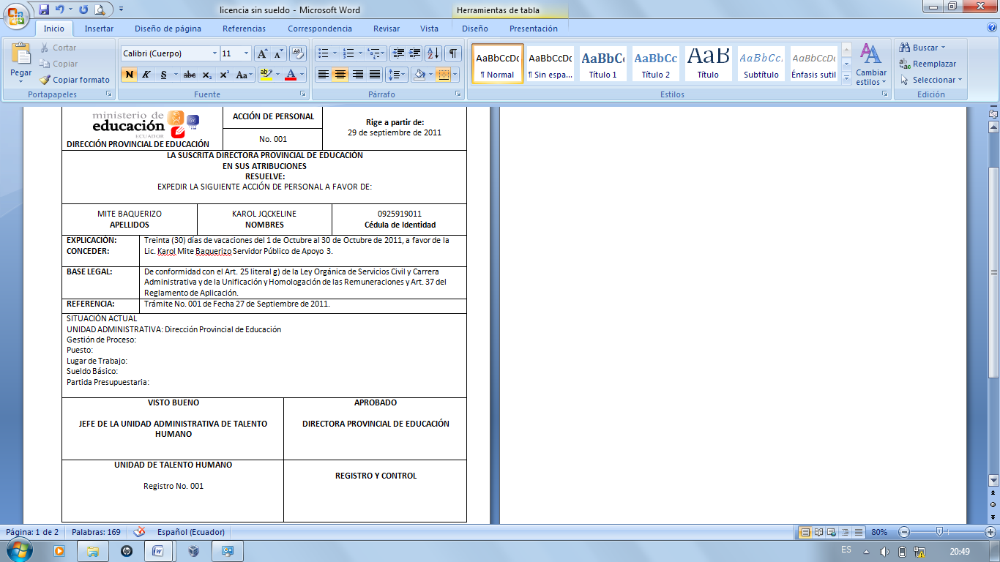 licencia sin sueldo - Microsoft Word
Herramientas de tabla
Inicio Insertar Diseño de página Referencias Correspondencia Revisar Vista Diseño Presentación
Pegar
Cortar
Copiar
Copiar formato
Portapapeles
Calibri (Cuerpo) 11
N K S abc x₂ x² Aa
Fuente
Párrafo
AaBbCcDc AaBbCcDc AaBbCc AaBbCc AaB AaBbCc. AaBbCcDc
¶ Normal ¶ Sin espa... Título 1 Título 2 Título Subtítulo Énfasis sutil
Cambiar estilos
Estilos
Buscar
Reemplazar
Seleccionar
Edición
ministerio de
educación
ECUADOR
DIRECCIÓN PROVINCIAL DE EDUCACIÓN
ACCIÓN DE PERSONAL
No. 001
Rige a partir de:
29 de septiembre de 2011
LA SUSCRITA DIRECTORA PROVINCIAL DE EDUCACIÓN
EN SUS ATRIBUCIONES
RESUELVE:
EXPEDIR LA SIGUIENTE ACCIÓN DE PERSONAL A FAVOR DE:
MITE BAQUERIZO
APELLIDOS
KAROL JQCKELINE
NOMBRES
0925919011
Cédula de Identidad
EXPLICACIÓN:
CONCEDER:
Treinta (30) días de vacaciones del 1 de Octubre al 30 de Octubre de 2011, a favor de la
Lic. Karol Mite Baquerizo Servidor Público de Apoyo 3.
BASE LEGAL:
De conformidad con el Art. 25 literal g) de la Ley Orgánica de Servicios Civil y Carrera
Administrativa y de la Unificación y Homologación de las Remuneraciones y Art. 37 del
Reglamento de Aplicación.
REFERENCIA:
Trámite No. 001 de Fecha 27 de Septiembre de 2011.
SITUACIÓN ACTUAL
UNIDAD ADMINISTRATIVA: Dirección Provincial de Educación
Gestión de Proceso:
Puesto:
Lugar de Trabajo:
Sueldo Básico:
Partida Presupuestaria:
VISTO BUENO
JEFE DE LA UNIDAD ADMINISTRATIVA DE TALENTO
HUMANO
APROBADO
DIRECTORA PROVINCIAL DE EDUCACIÓN
UNIDAD DE TALENTO HUMANO
Registro No. 001
REGISTRO Y CONTROL
Página: 1 de 2 Palabras: 169 Español (Ecuador) 80%
ES 20:49